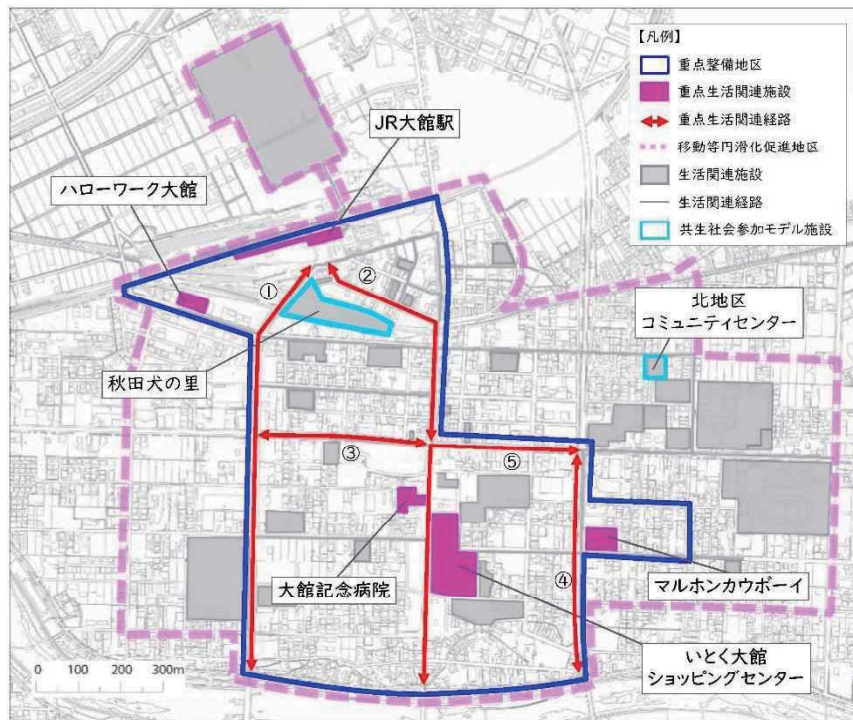 【凡例】
重点整備地区
重点生活関連施設
重点生活関連経路
移動等円滑化促進地区
生活関連施設
生活関連経路
共生社会参加モデル施設
JR大館駅
ハローワーク大館
①
②
北地区
コミュニティセンター
秋田犬の里
③
⑤
大館記念病院
④
マルホンカウボーイ
いとく大館
ショッピングセンター
0 100 200 300m